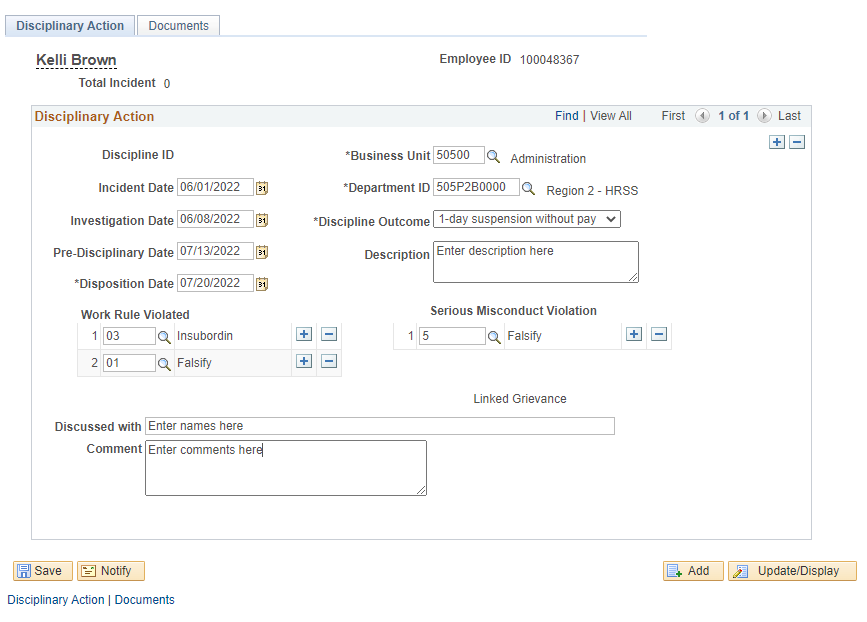 Disciplinary Action Documents
Kelli Brown Employee ID 100048367
Total Incident 0
Disciplinary Action Find | View All First 1 of 1 Last
Discipline ID *Business Unit 50500 Administration
Incident Date 06/01/2022 31 *Department ID 505P2B0000 Region 2 - HRSS
Investigation Date 06/08/2022 31 *Discipline Outcome 1-day suspension without pay
Pre-Disciplinary Date 07/13/2022 31 Description Enter description here
*Disposition Date 07/20/2022 31
Work Rule Violated Serious Misconduct Violation
1 03 Insubordin 1 5 Falsify
2 01 Falsify
Linked Grievance
Discussed with Enter names here
Comment Enter comments here
Save Notify Add Update/Display
Disciplinary Action | Documents